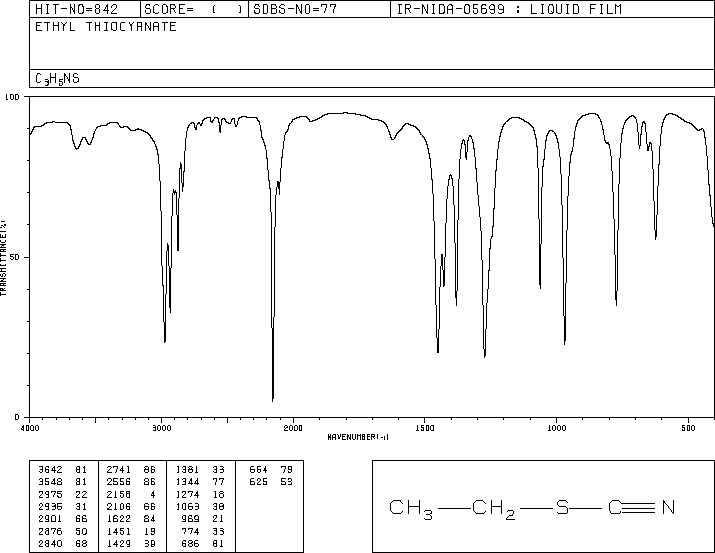 HIT-NO=842 SCORE= ( ) SDBS-NO=77 IR-NIDA-05699 : LIQUID FILM
ETHYL THIOCYANATE
C3H5NS
100
TRANSMITTANCE(%)
50
0
4000 3000 2000 1500 1000 500
WAVENUMBER(-1)
3642 81 2741 86 1381 33 664 79
3548 81 2556 86 1344 77 625 53
2975 22 2158 4 1274 18
2935 31 2106 66 1063 38
2901 66 1622 84 969 21
2876 50 1451 19 774 33
2840 68 1429 39 686 81
CH3 CH2 S C N